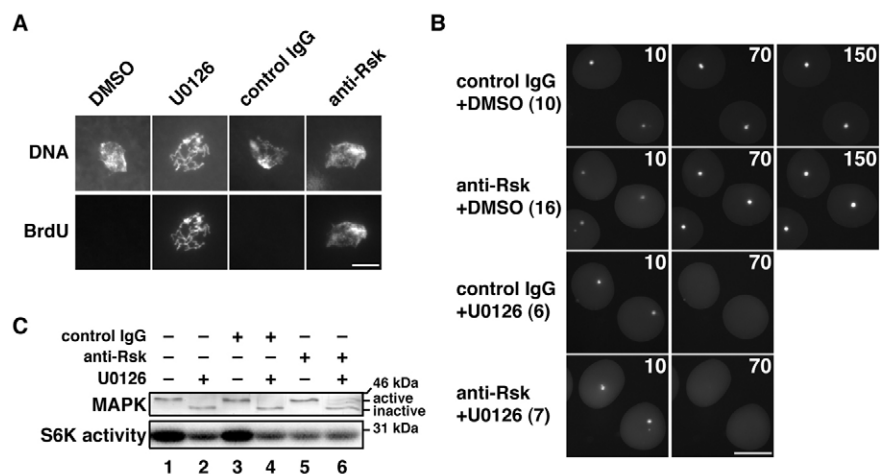 A
DMSO
U0126
control IgG
anti-Rsk
DNA
BrdU
B
control IgG
+DMSO (10)
10
70
150
anti-Rsk
+DMSO (16)
10
70
150
control IgG
+U0126 (6)
10
70
anti-Rsk
+U0126 (7)
10
70
C
control IgG – – + + – –
anti-Rsk – – – – + +
U0126 – + – + – +
46 kDa
MAPK
active
inactive
S6K activity
31 kDa
1 2 3 4 5 6